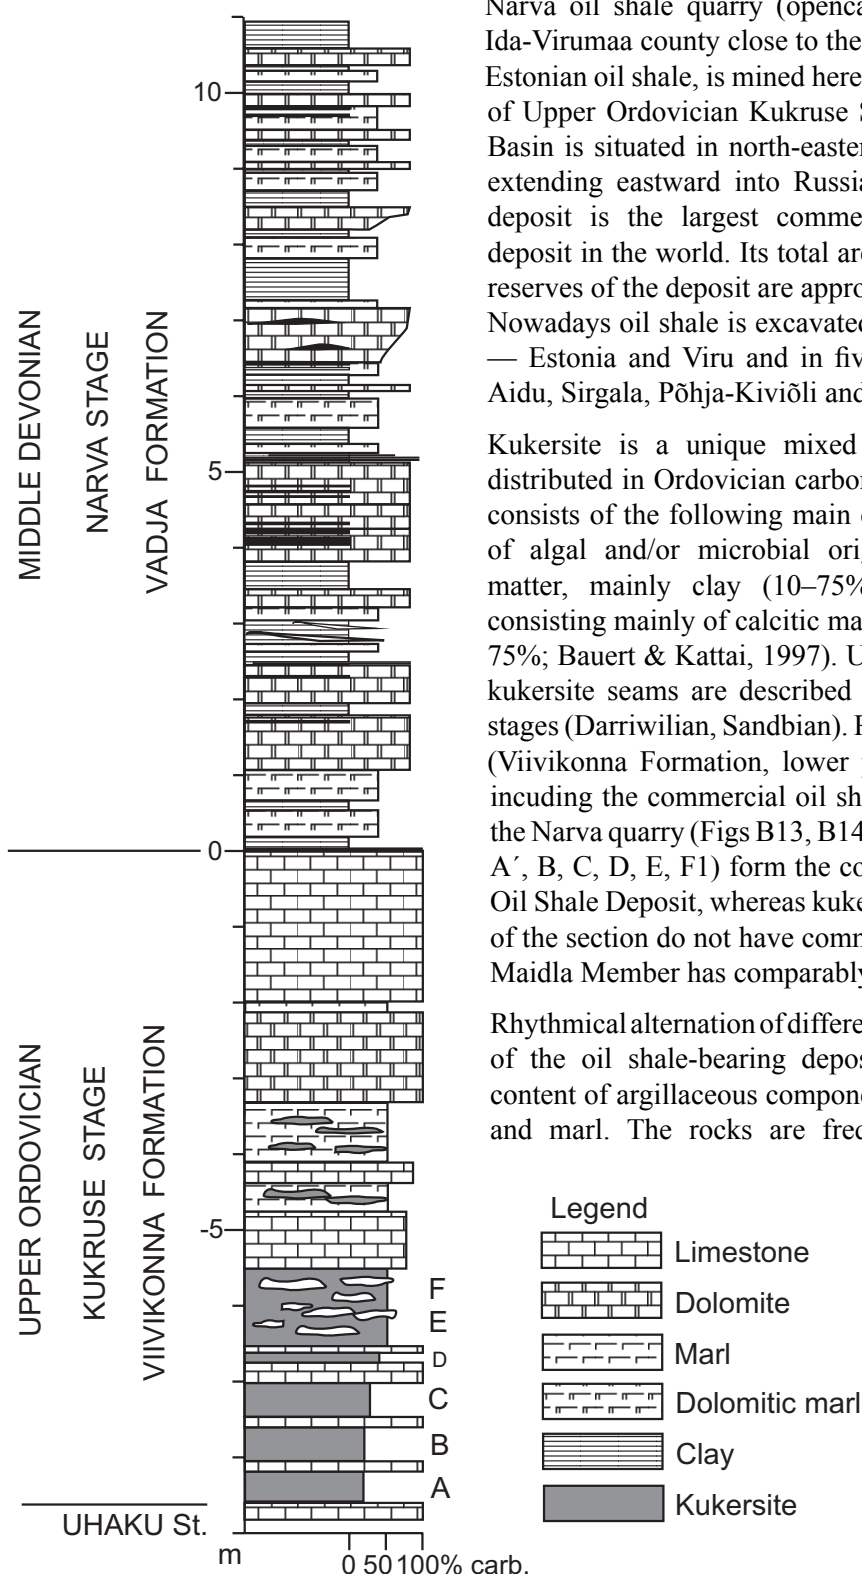 Narva oil shale quarry (openca
Ida-Virumaa county close to the
Estonian oil shale, is mined here
of Upper Ordovician Kukruse S
Basin is situated in north-easter
extending eastward into Russia
deposit is the largest comme
deposit in the world. Its total are
reserves of the deposit are appro
Nowadays oil shale is excavated
— Estonia and Viru and in five
Aidu, Sirgala, Põhja-Kiviõli and
Kukersite is a unique mixed
distributed in Ordovician carbon
consists of the following main c
of algal and/or microbial orig
matter, mainly clay (10–75%
consisting mainly of calcitic mat
75%; Bauert & Kattai, 1997). U
kukersite seams are described
stages (Darriwilian, Sandbian). F
(Viivikonna Formation, lower p
incuding the commercial oil sh
the Narva quarry (Figs B13, B14
A´, B, C, D, E, F1) form the co
Oil Shale Deposit, whereas kuke
of the section do not have comm
Maidla Member has comparably
Rhythmical alternation of differe
of the oil shale-bearing depos
content of argillaceous compone
and marl. The rocks are freq
10
5
0
-5
MIDDLE DEVONIAN
NARVA STAGE
VADJA FORMATION
UPPER ORDOVICIAN
KUKRUSE STAGE
VIIVIKONNA FORMATION
F
E
D
C
B
A
UHAKU St.
m
0 50 100% carb.
Legend
Limestone
Dolomite
Marl
Dolomitic marl
Clay
Kukersite